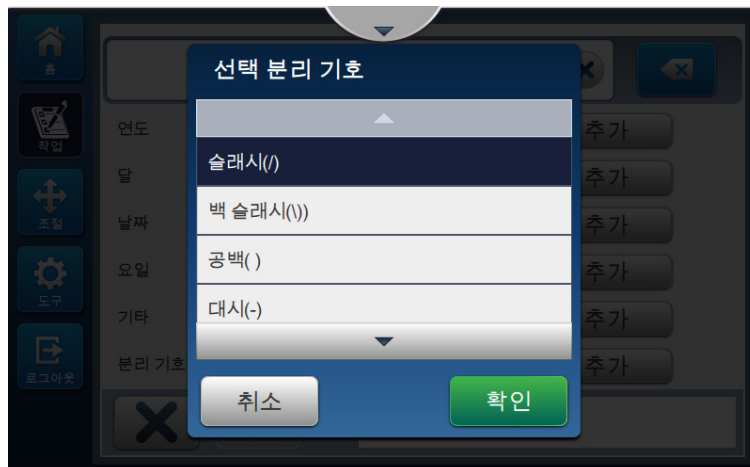 홈
선택 분리 기호
작업
연도
추가
슬래시(/)
달
추가
백 슬래시(\))
조절
날짜
추가
공백( )
요일
추가
도구
대시(-)
기타
추가
분리 기호
추가
로그아웃
취소
확인